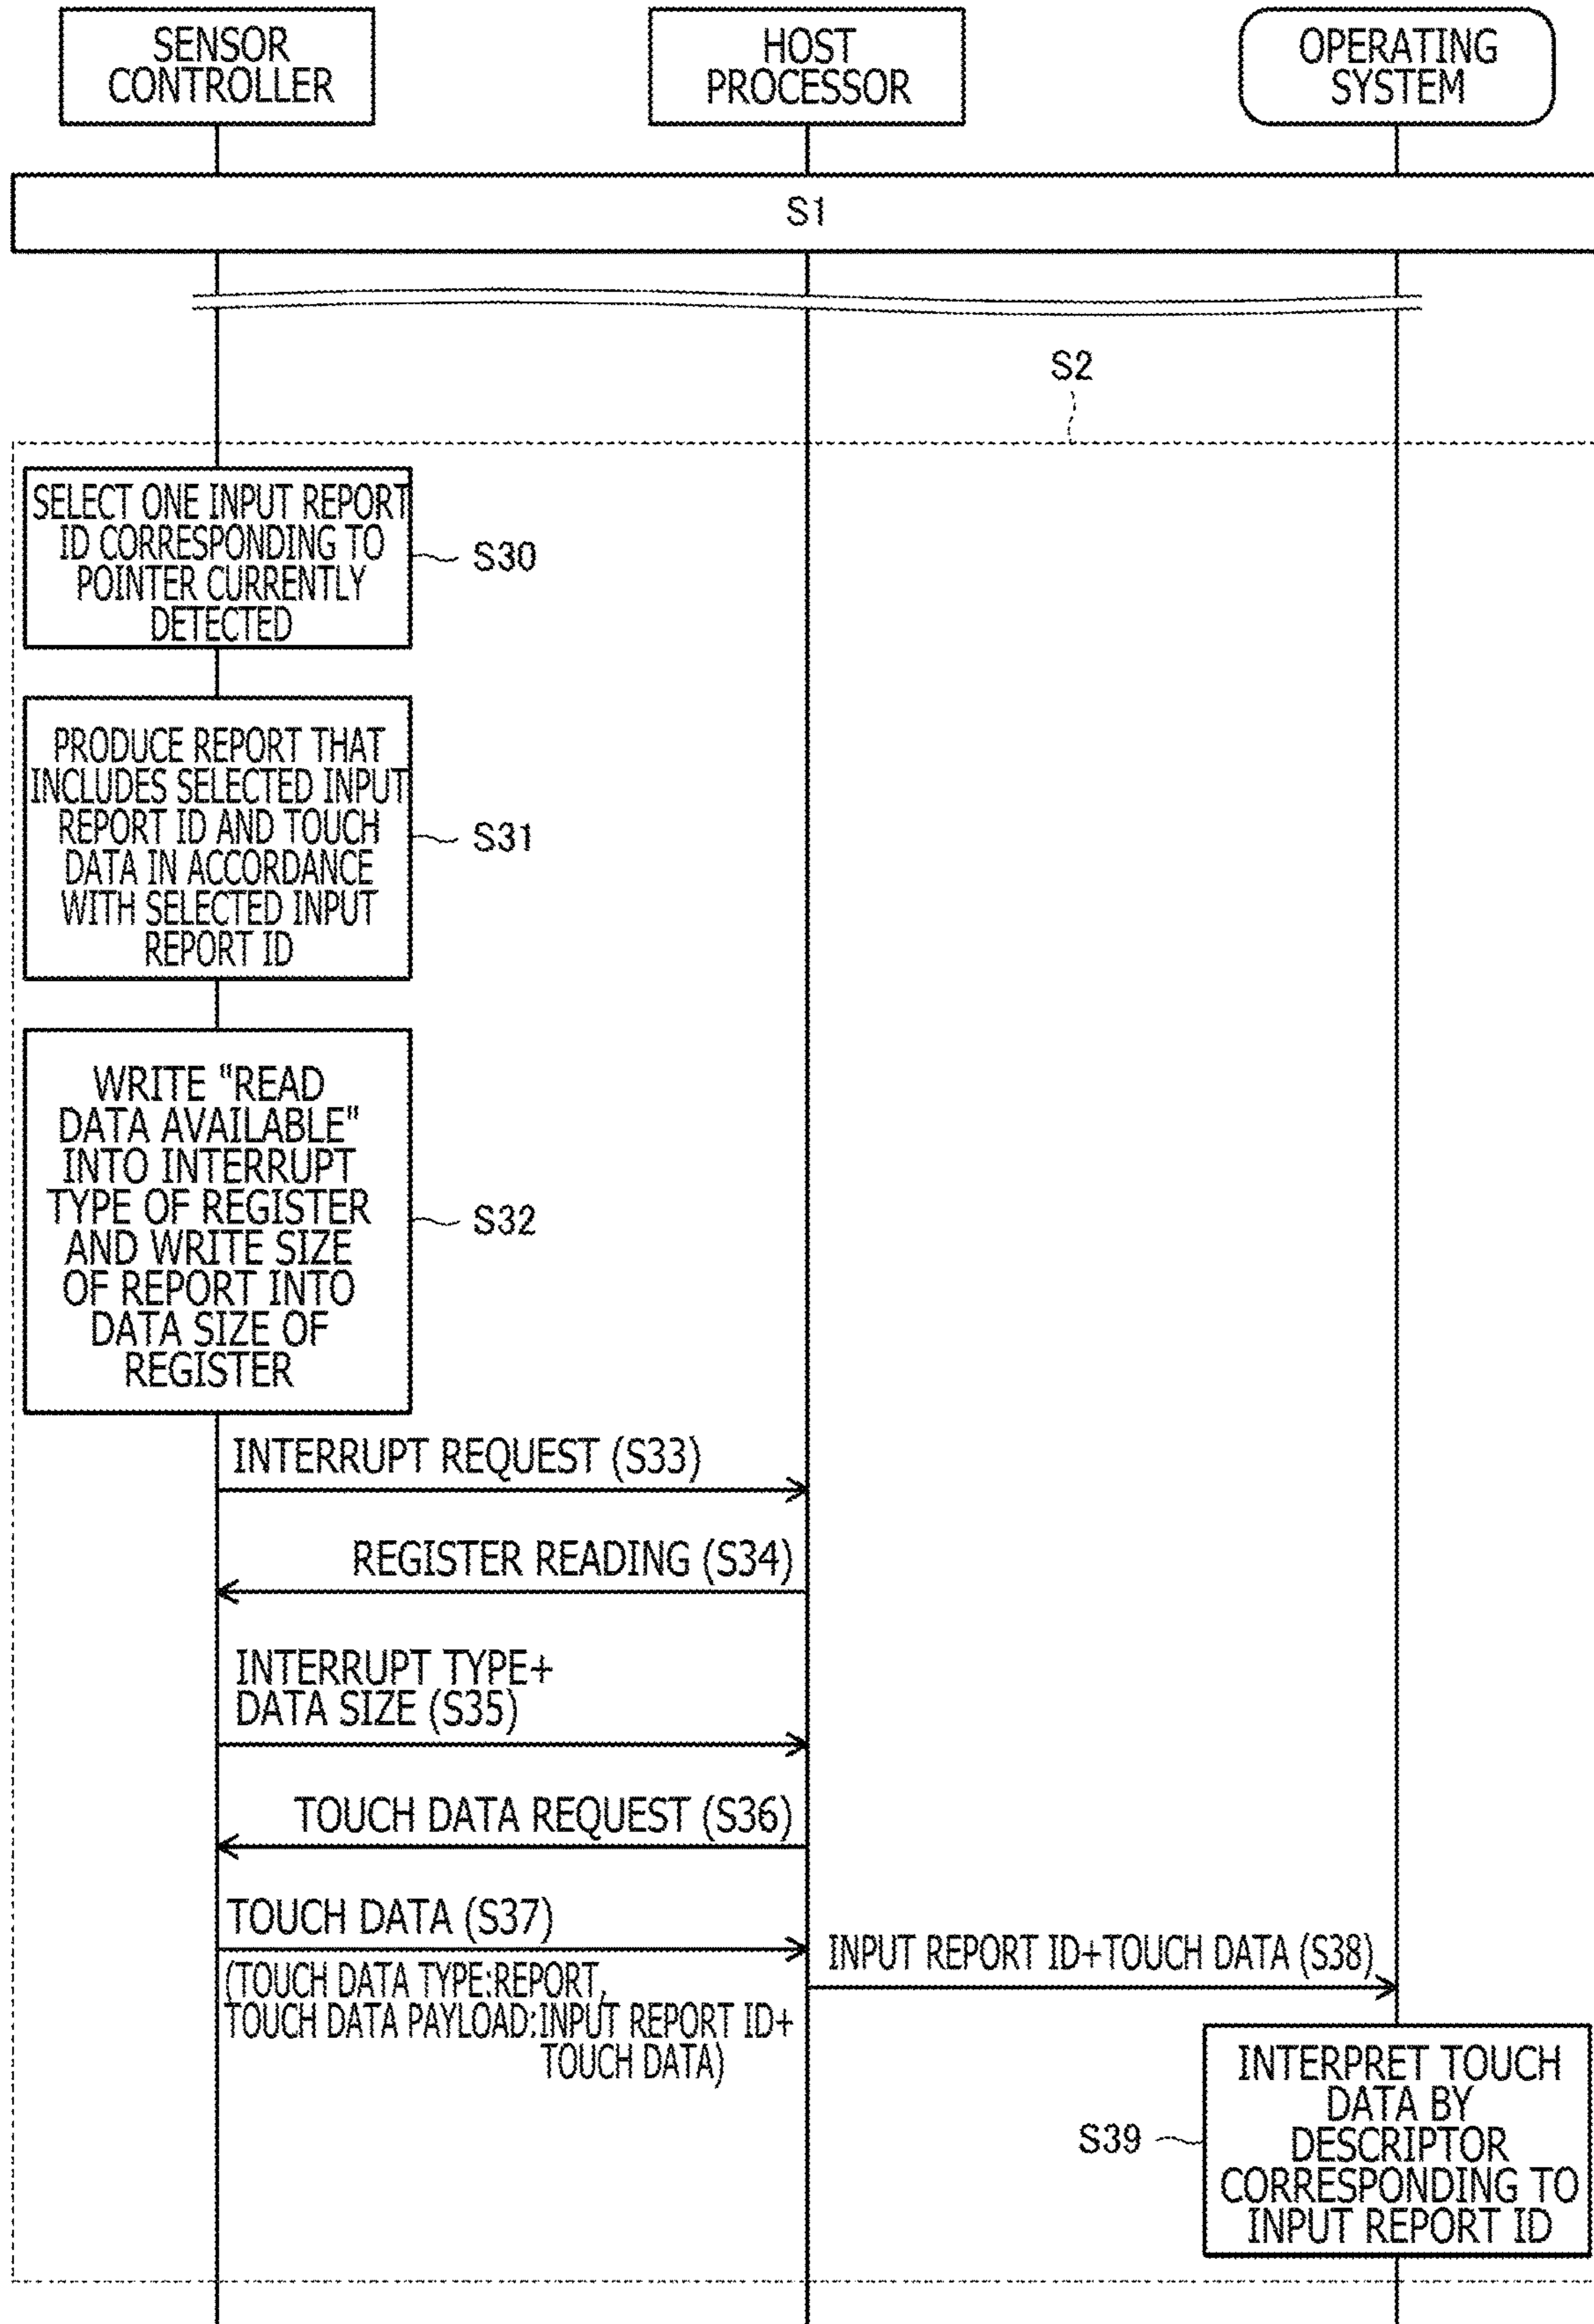 SENSOR
CONTROLLER
HOST
PROCESSOR
OPERATING
SYSTEM
S1
S2
SELECT ONE INPUT REPORT
ID CORRESPONDING TO
POINTER CURRENTLY
DETECTED
S30
PRODUCE REPORT THAT
INCLUDES SELECTED INPUT
REPORT ID AND TOUCH
DATA IN ACCORDANCE
WITH SELECTED INPUT
REPORT ID
S31
WRITE "READ
DATA AVAILABLE"
INTO INTERRUPT
TYPE OF REGISTER
AND WRITE SIZE
OF REPORT INTO
DATA SIZE OF
REGISTER
S32
INTERRUPT REQUEST (S33)
REGISTER READING (S34)
INTERRUPT TYPE+
DATA SIZE (S35)
TOUCH DATA REQUEST (S36)
TOUCH DATA (S37)
(TOUCH DATA TYPE:REPORT,
TOUCH DATA PAYLOAD:INPUT REPORT ID+
TOUCH DATA)
INPUT REPORT ID+TOUCH DATA (S38)
INTERPRET TOUCH
DATA BY
DESCRIPTOR
CORRESPONDING TO
INPUT REPORT ID
S39